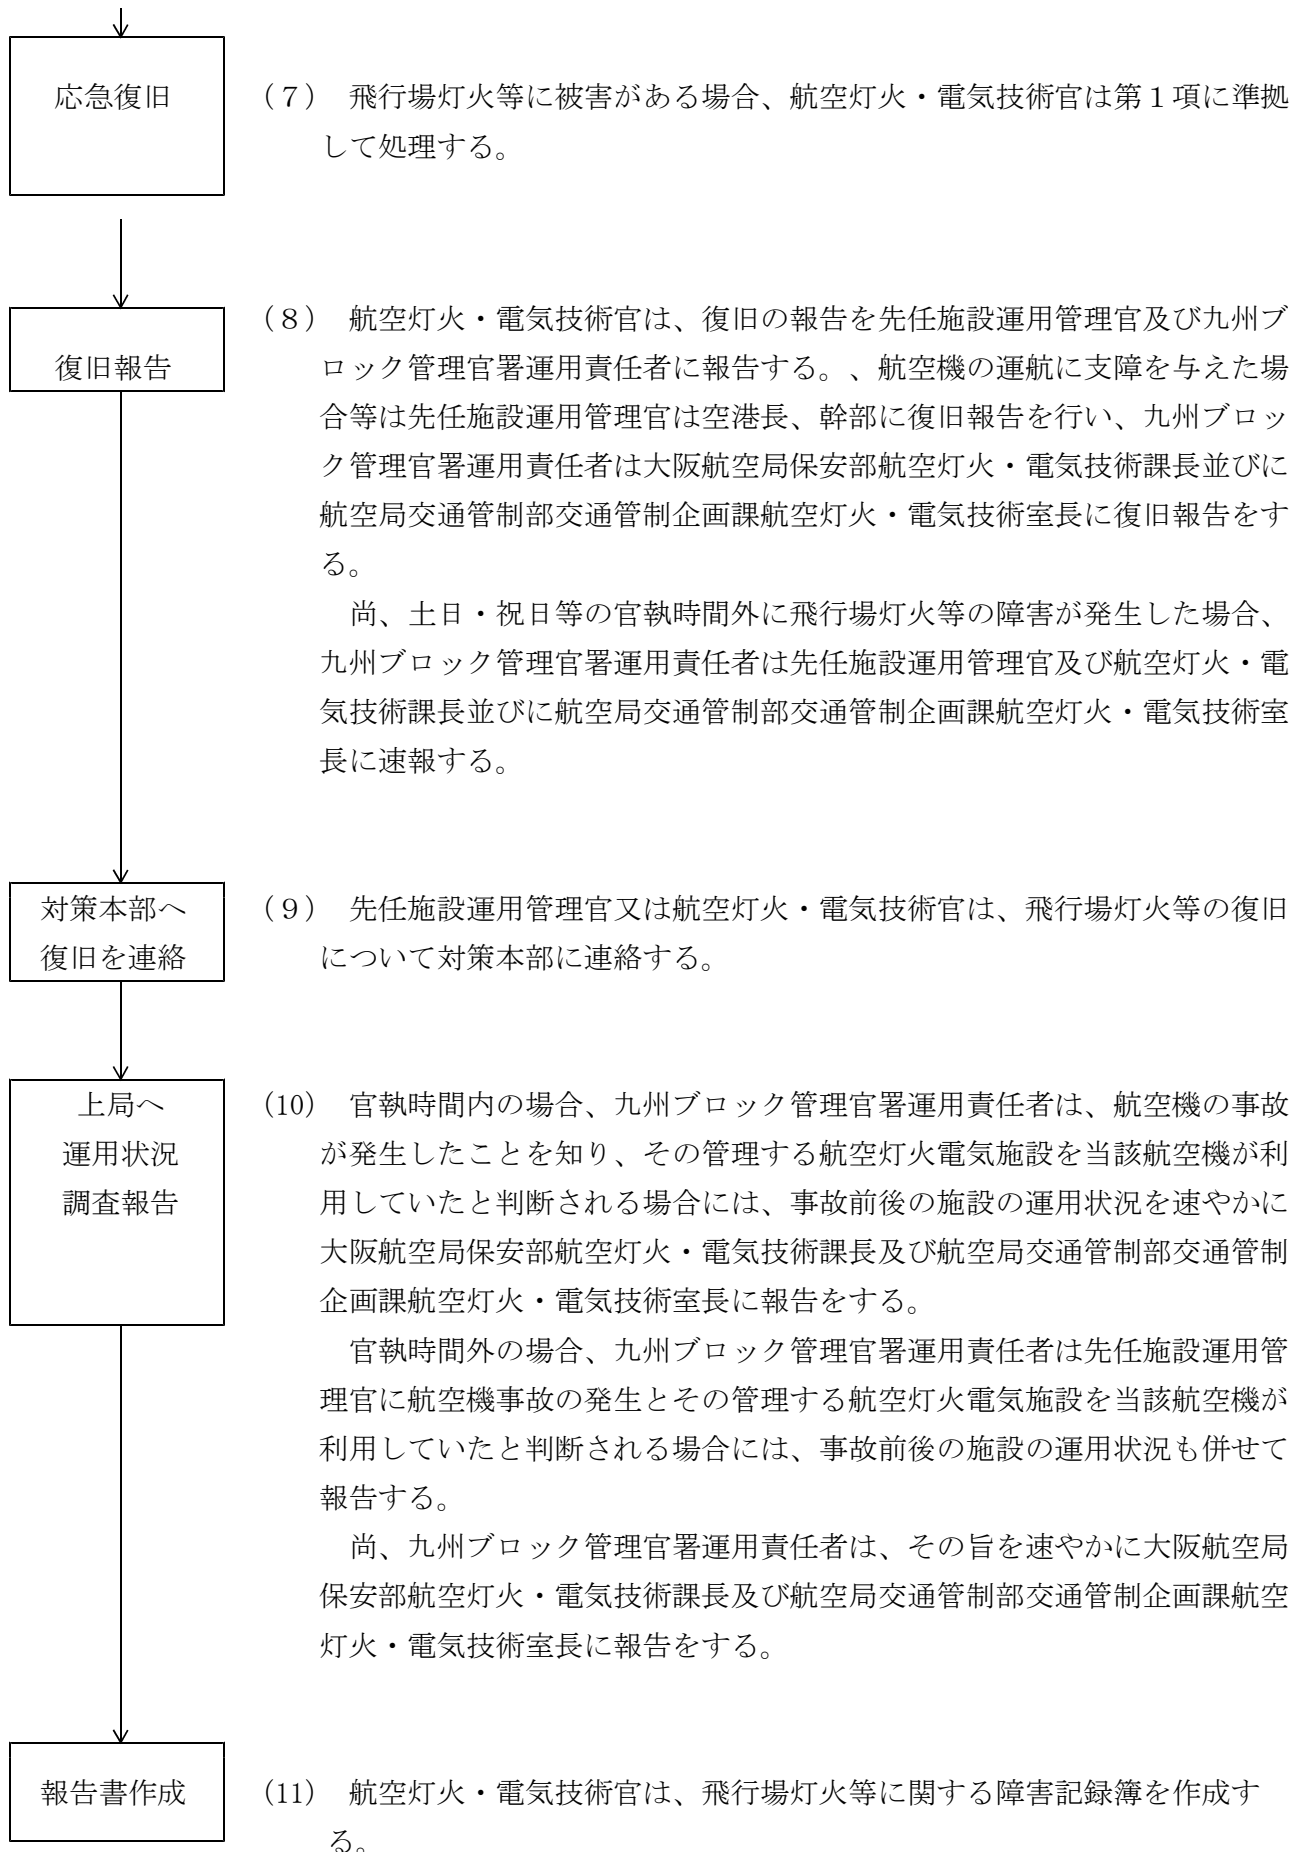 応急復旧
（７） 飛行場灯火等に被害がある場合、航空灯火・電気技術官は第１項に準拠
して処理する。
復旧報告
（８） 航空灯火・電気技術官は、復旧の報告を先任施設運用管理官及び九州ブ
ロック管理官署運用責任者に報告する。、航空機の運航に支障を与えた場
合等は先任施設運用管理官は空港長、幹部に復旧報告を行い、九州ブロッ
ク管理官署運用責任者は大阪航空局保安部航空灯火・電気技術課長並びに
航空局交通管制部交通管制企画課航空灯火・電気技術室長に復旧報告をす
る。
尚、土日・祝日等の官執時間外に飛行場灯火等の障害が発生した場合、
九州ブロック管理官署運用責任者は先任施設運用管理官及び航空灯火・電
気技術課長並びに航空局交通管制部交通管制企画課航空灯火・電気技術室
長に速報する。
対策本部へ
復旧を連絡
（９） 先任施設運用管理官又は航空灯火・電気技術官は、飛行場灯火等の復旧
について対策本部に連絡する。
上局へ
運用状況
調査報告
(10) 官執時間内の場合、九州ブロック管理官署運用責任者は、航空機の事故
が発生したことを知り、その管理する航空灯火電気施設を当該航空機が利
用していたと判断される場合には、事故前後の施設の運用状況を速やかに
大阪航空局保安部航空灯火・電気技術課長及び航空局交通管制部交通管制
企画課航空灯火・電気技術室長に報告をする。
官執時間外の場合、九州ブロック管理官署運用責任者は先任施設運用管
理官に航空機事故の発生とその管理する航空灯火電気施設を当該航空機が
利用していたと判断される場合には、事故前後の施設の運用状況も併せて
報告する。
尚、九州ブロック管理官署運用責任者は、その旨を速やかに大阪航空局
保安部航空灯火・電気技術課長及び航空局交通管制部交通管制企画課航空
灯火・電気技術室長に報告をする。
報告書作成
(11) 航空灯火・電気技術官は、飛行場灯火等に関する障害記録簿を作成す
る。